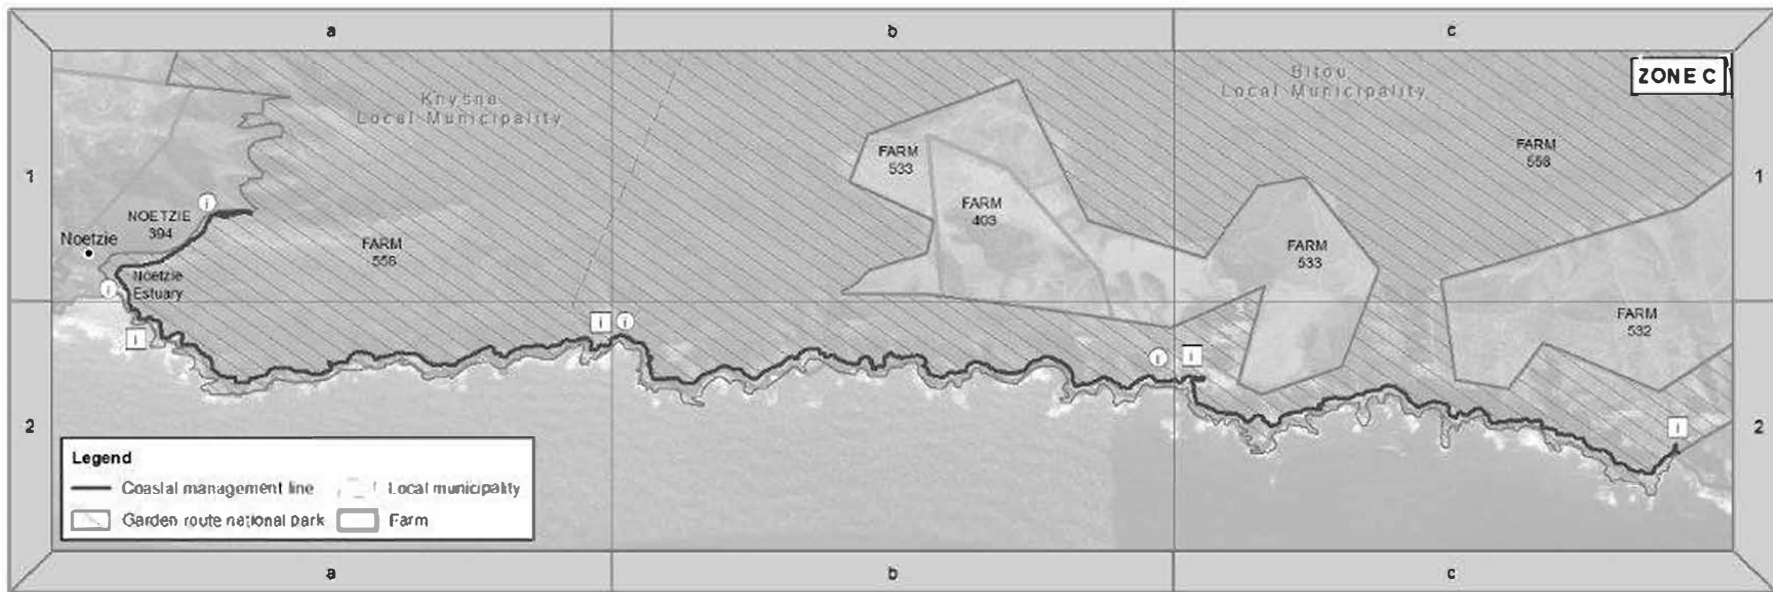 a
b
c
ZONE C
Knysna
Local Municipality
Bitou
Local Municipality
1
1
FARM
533
FARM
558
FARM
403
NOETZIE
394
Noetzie
FARM
558
FARM
533
Noetzie
Estuary
i
i
i
i
i
i
i
i
FARM
532
2
2
Legend
Coastal management line
Local municipality
Garden route national park
Farm
a
b
c